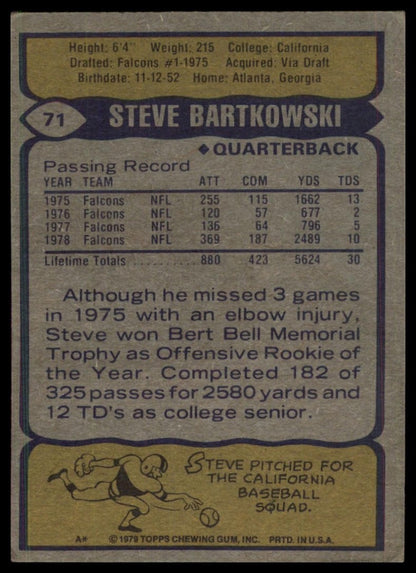 Height: 6'4" Weight: 215 College: California
Drafted: Falcons #1-1975 Acquired: Via Draft
Birthdate: 11-12-52 Home: Atlanta, Georgia
71 STEVE BARTKOWSKI
◆QUARTERBACK
Passing Record
YEAR TEAM ATT COM YDS TDS
1975 Falcons NFL 255 115 1662 13
1976 Falcons NFL 120 57 677 2
1977 Falcons NFL 136 64 796 5
1978 Falcons NFL 369 187 2489 10
Lifetime Totals .......... 880 423 5624 30
Although he missed 3 games
in 1975 with an elbow injury,
Steve won Bert Bell Memorial
Trophy as Offensive Rookie of
the Year. Completed 182 of
325 passes for 2580 yards and
12 TD's as college senior.
STEVE PITCHED FOR
THE CALIFORNIA
BASEBALL
SQUAD.
A# © 1979 TOPPS CHEWING GUM, INC. PRTD. IN U.S.A.